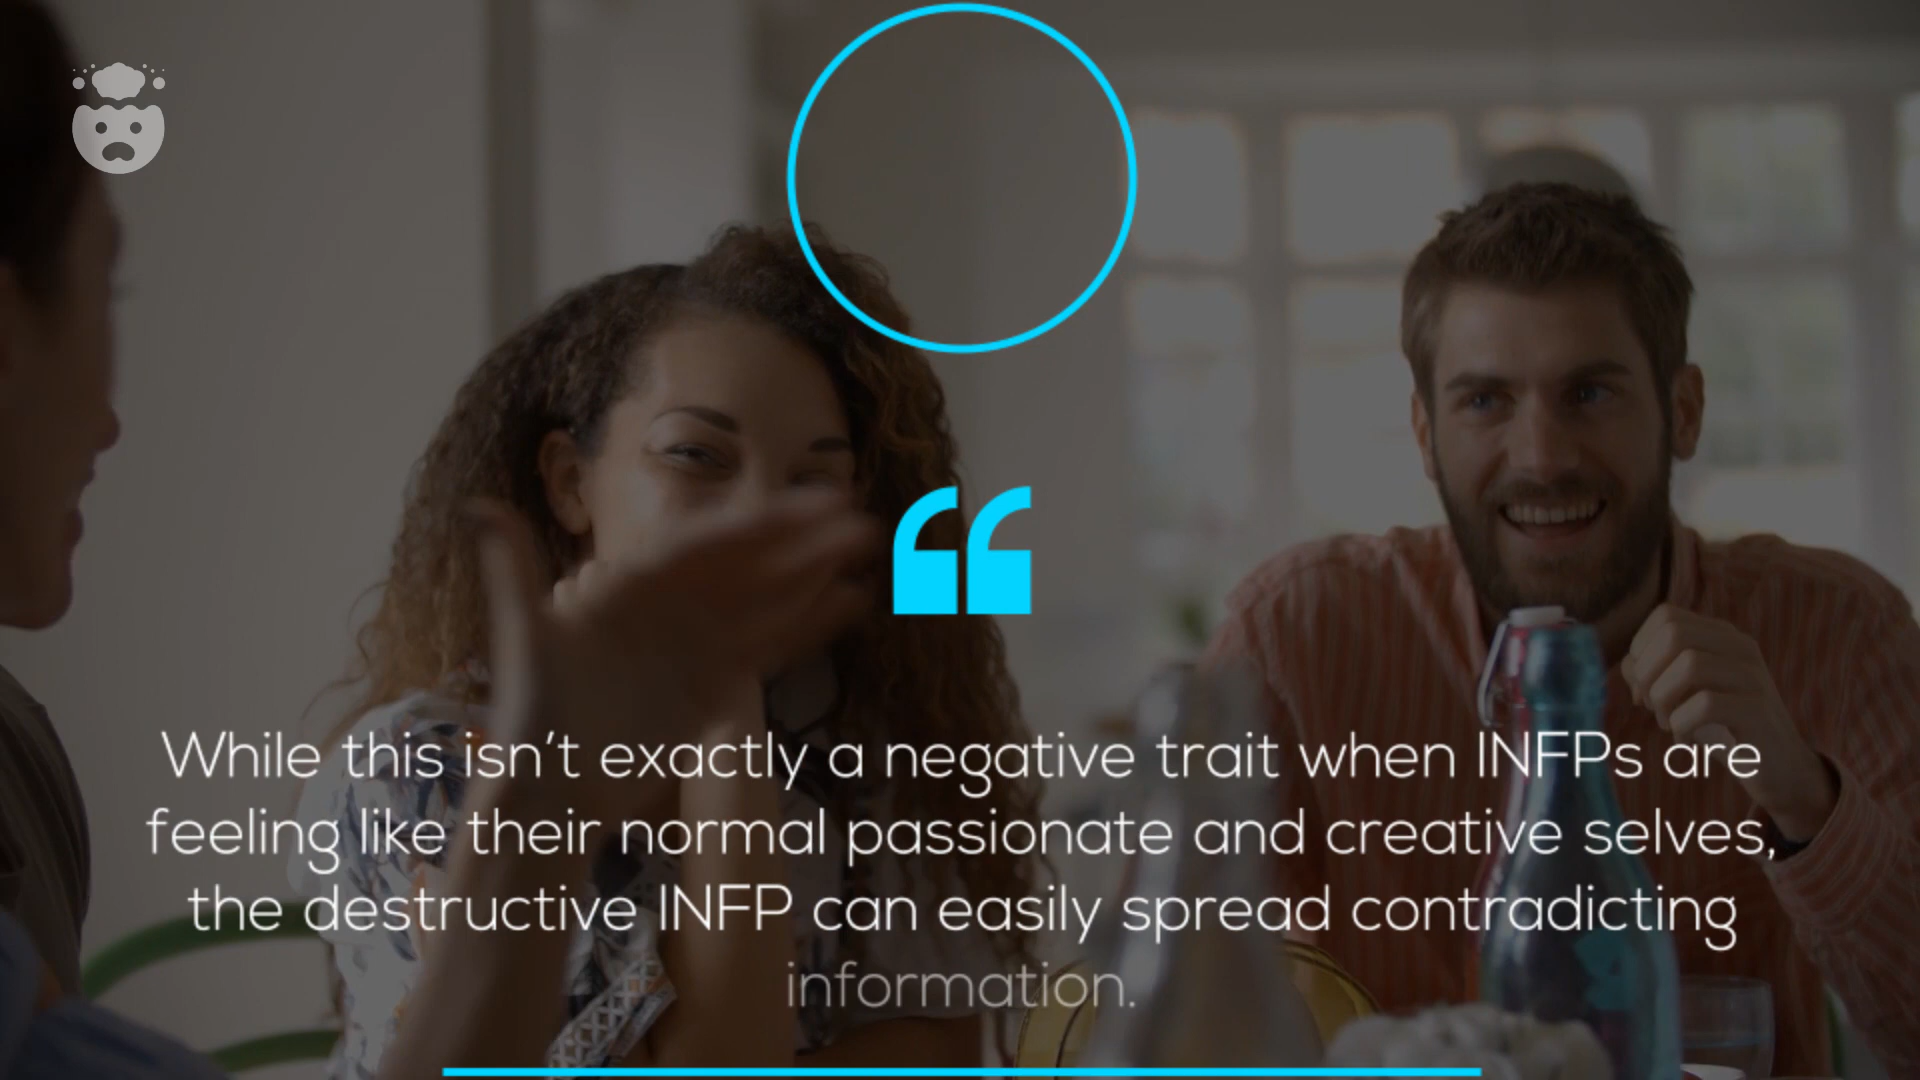 While this isn’t exactly a negative trait when INFPs are
feeling like their normal passionate and creative selves,
the destructive INFP can easily spread contradicting
information.